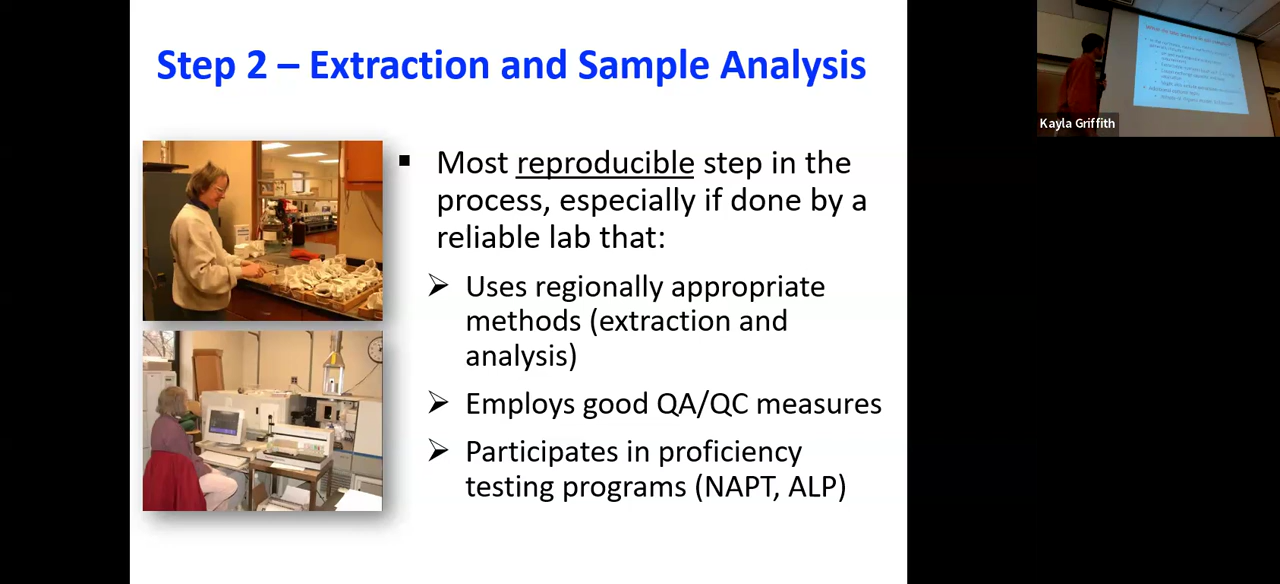 Step 2 – Extraction and Sample Analysis
▪ Most reproducible step in the
process, especially if done by a
reliable lab that:
➢ Uses regionally appropriate
methods (extraction and
analysis)
➢ Employs good QA/QC measures
➢ Participates in proficiency
testing programs (NAPT, ALP)
Kayla Griffith